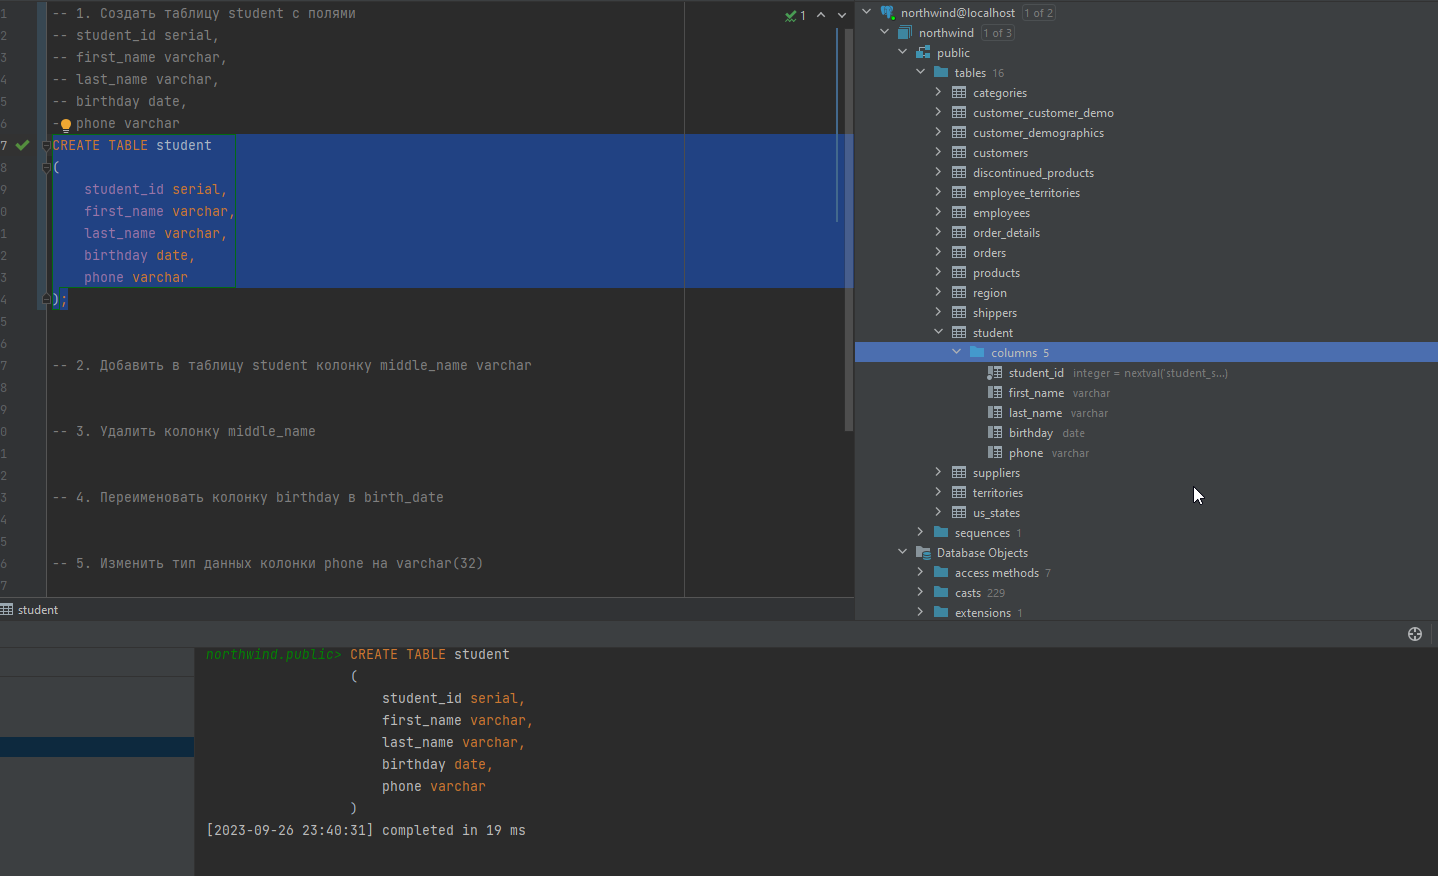 1 -- 1. Создать таблицу student с полями
2 -- student_id serial,
3 -- first_name varchar,
4 -- last_name varchar,
5 -- birthday date,
6 - phone varchar
7 CREATE TABLE student
8 (
9 student_id serial,
0 first_name varchar,
1 last_name varchar,
2 birthday date,
3 phone varchar
4 );
5
6
7 -- 2. Добавить в таблицу student колонку middle_name varchar
8
9
0 -- 3. Удалить колонку middle_name
1
2
3 -- 4. Переименовать колонку birthday в birth_date
4
5
6 -- 5. Изменить тип данных колонки phone на varchar(32)
7
1
student
northwind@localhost 1 of 2
northwind 1 of 3
public
tables 16
categories
customer_customer_demo
customer_demographics
customers
discontinued_products
employee_territories
employees
order_details
orders
products
region
shippers
student
columns 5
student_id integer = nextval('student_s...)
first_name varchar
last_name varchar
birthday date
phone varchar
suppliers
territories
us_states
sequences 1
Database Objects
access methods 7
casts 229
extensions 1
northwind.public> CREATE TABLE student
(
student_id serial,
first_name varchar,
last_name varchar,
birthday date,
phone varchar
)
[2023-09-26 23:40:31] completed in 19 ms